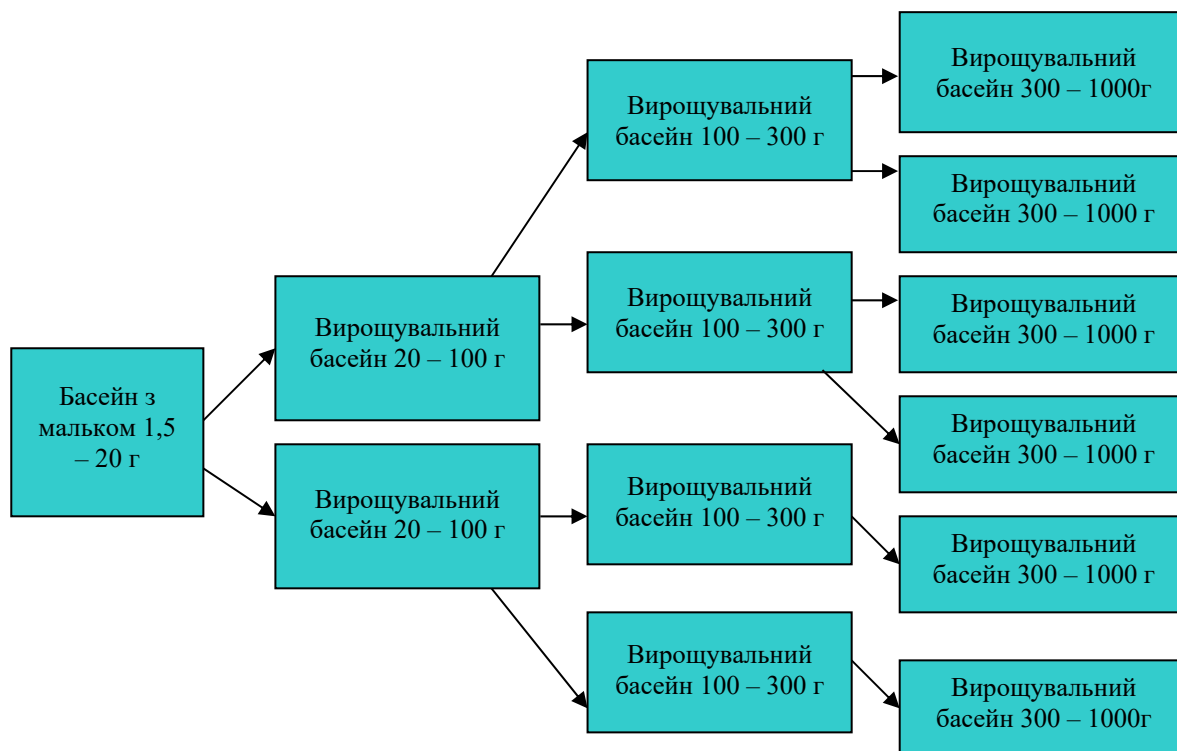 Басейн з
мальком 1,5
– 20 г
Вирощувальний
басейн 20 – 100 г
Вирощувальний
басейн 20 – 100 г
Вирощувальний
басейн 100 – 300 г
Вирощувальний
басейн 100 – 300 г
Вирощувальний
басейн 100 – 300 г
Вирощувальний
басейн 100 – 300 г
Вирощувальний
басейн 300 – 1000г
Вирощувальний
басейн 300 – 1000 г
Вирощувальний
басейн 300 – 1000 г
Вирощувальний
басейн 300 – 1000 г
Вирощувальний
басейн 300 – 1000 г
Вирощувальний
басейн 300 – 1000г